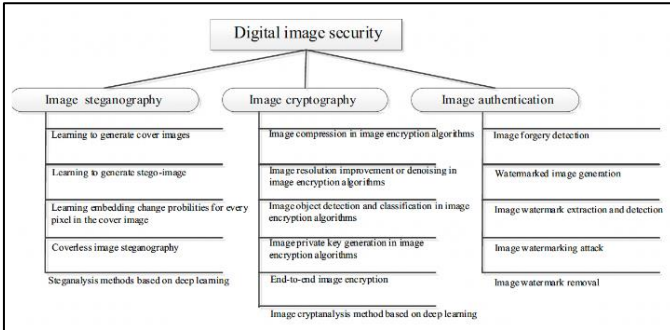 Digital image security
Image steganography
Learning to generate cover images
Learning to generate stego-image
Learning embedding change probilities for every
pixel in the cover image
Coverless image steganography
Steganalysis methods based on deep learning
Image cryptography
Image compression in image encryption algorithms
Image resolution improvement or denoising in
image encryption algorithms
Image object detection and classification in image
encryption algorithms
Image private key generation in image
encryption algorithms
End-to-end image encryption
Image cryptanalysis method based on deep learning
Image authentication
Image forgery detection
Watermarked image generation
Image watermark extraction and detection
Image watermarking attack
Image watermark removal